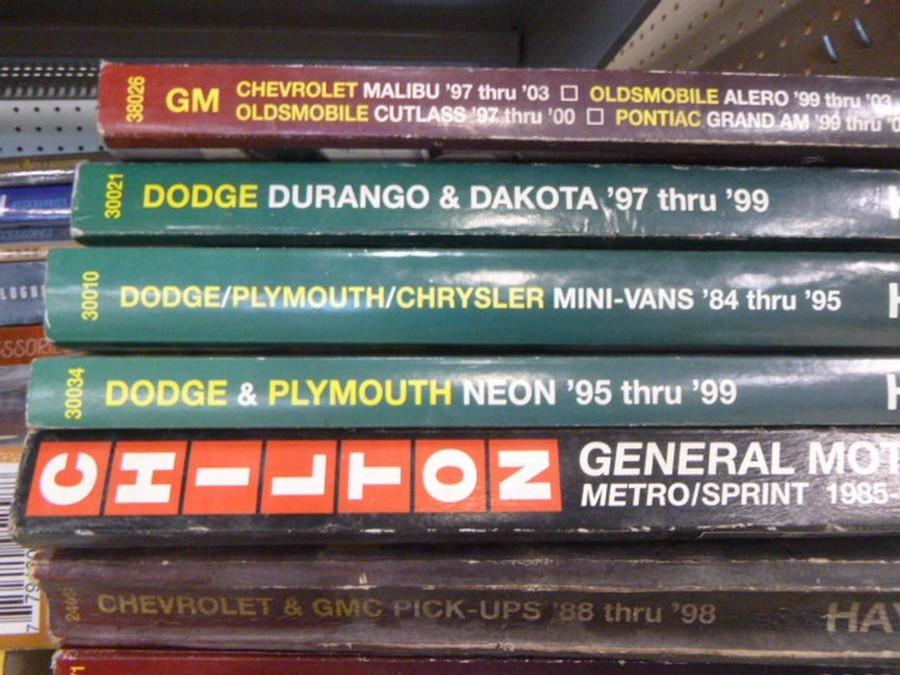 38026 GM CHEVROLET MALIBU '97 thru '03 □ OLDSMOBILE ALERO '99 thru '03
OLDSMOBILE CUTLASS '97 thru '00 □ PONTIAC GRAND AM '99 thru '0
30021 DODGE DURANGO & DAKOTA '97 thru '99 H
30010 DODGE/PLYMOUTH/CHRYSLER MINI-VANS '84 thru '95 H
30034 DODGE & PLYMOUTH NEON '95 thru '99 H
CHILTON GENERAL MOT
METRO/SPRINT 1985-
CHEVROLET & GMC PICK-UPS '88 thru '98 HAY